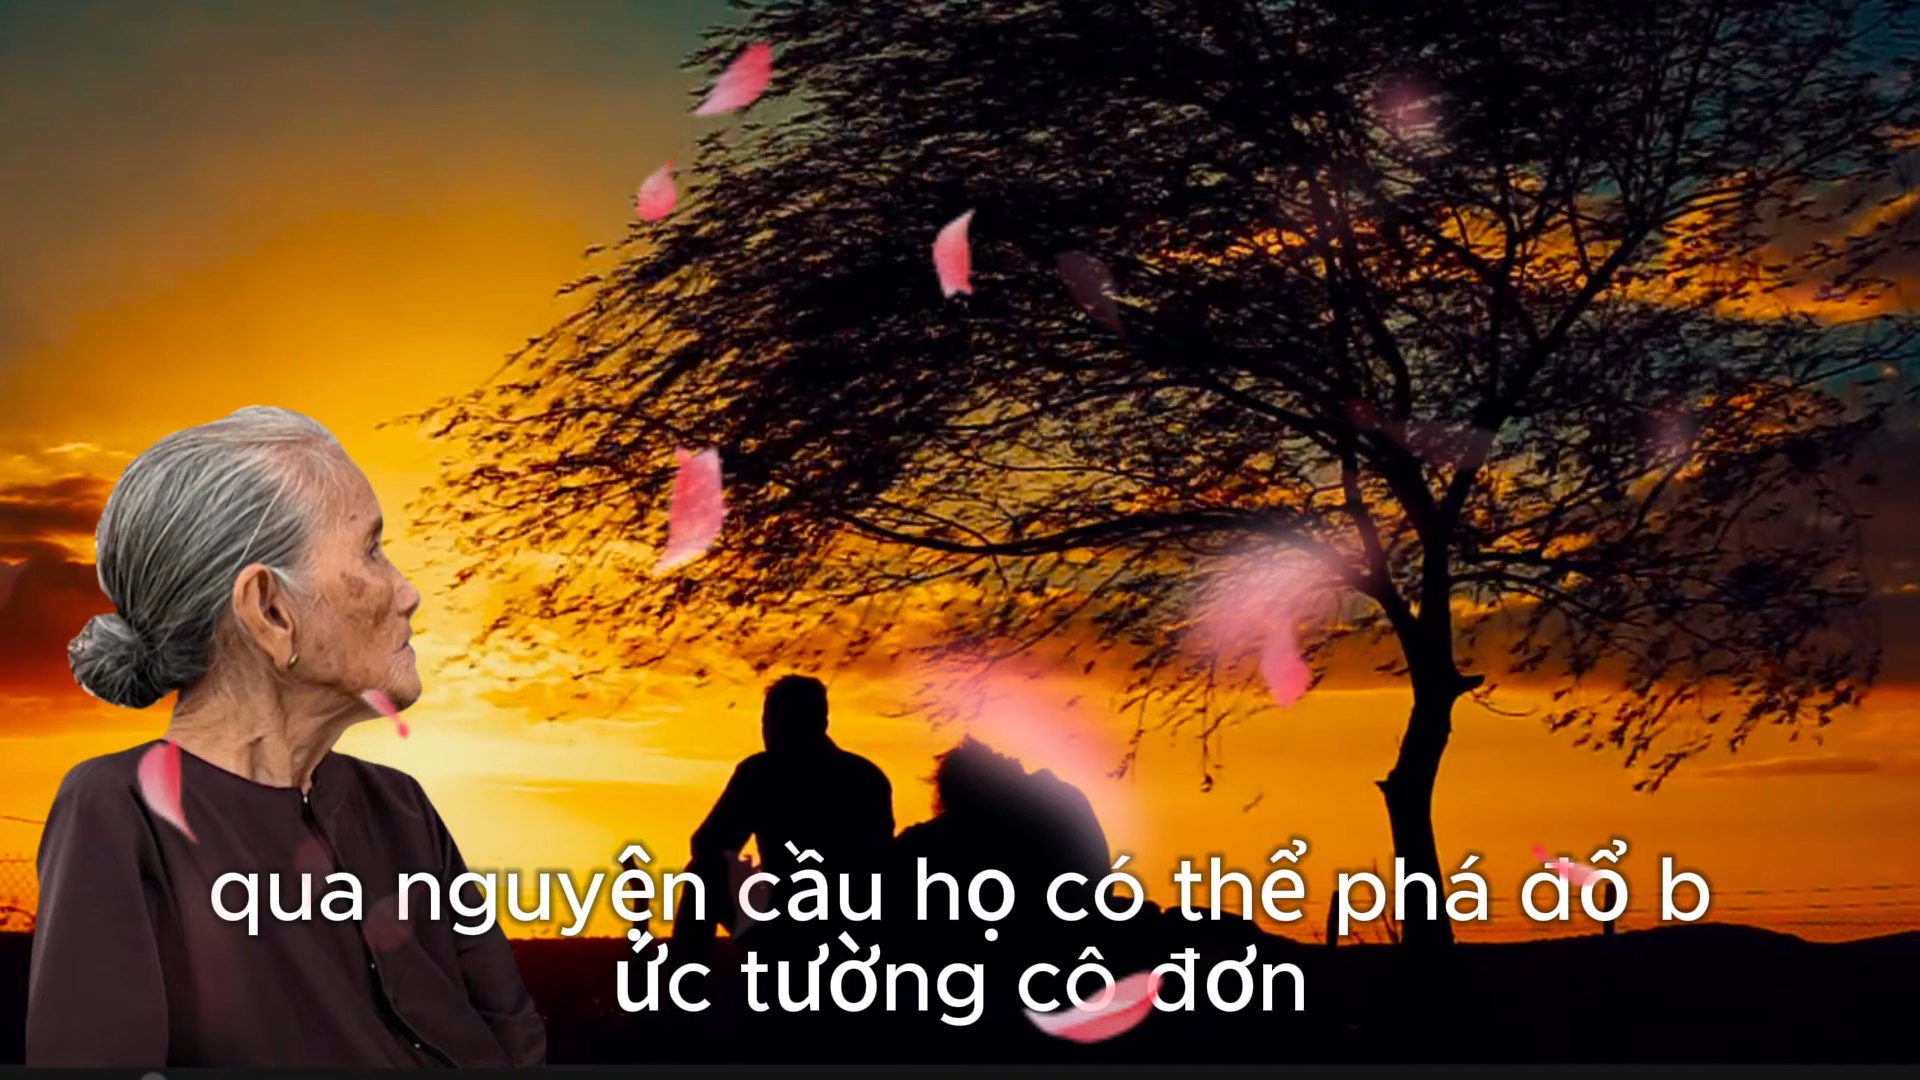 qua nguyện cầu họ có thể phá đổ b
ức tường cô đơn